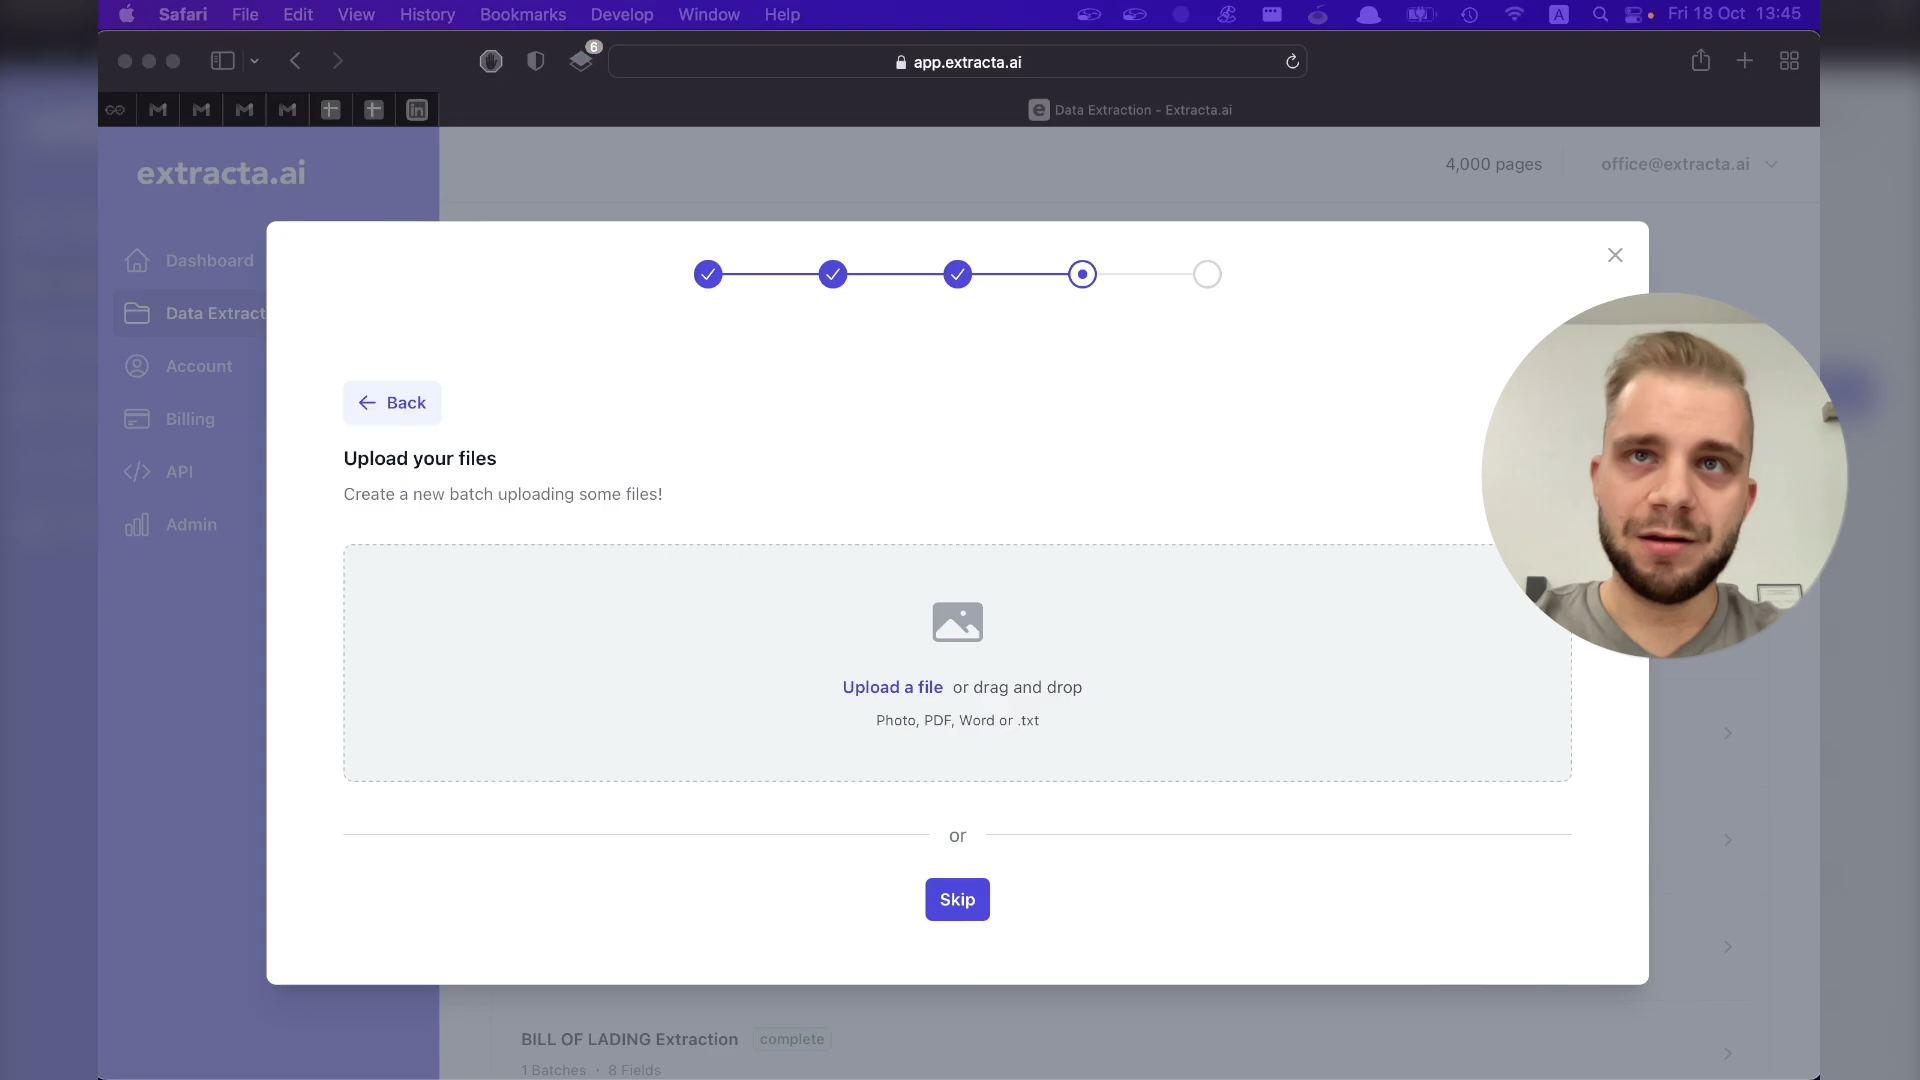 Safari File Edit View History Bookmarks Develop Window Help A Fri 18 Oct 13:45
6
app.extracta.ai
Data Extraction - Extracta.ai
extracta.ai
4,000 pages
office@extracta.ai
Dashboard
Data Extract
Account
Billing
API
Admin
Back
Upload your files
Create a new batch uploading some files!
Upload a file or drag and drop
Photo, PDF, Word or .txt
or
Skip
BILL OF LADING Extraction complete
1 Batches · 8 Fields